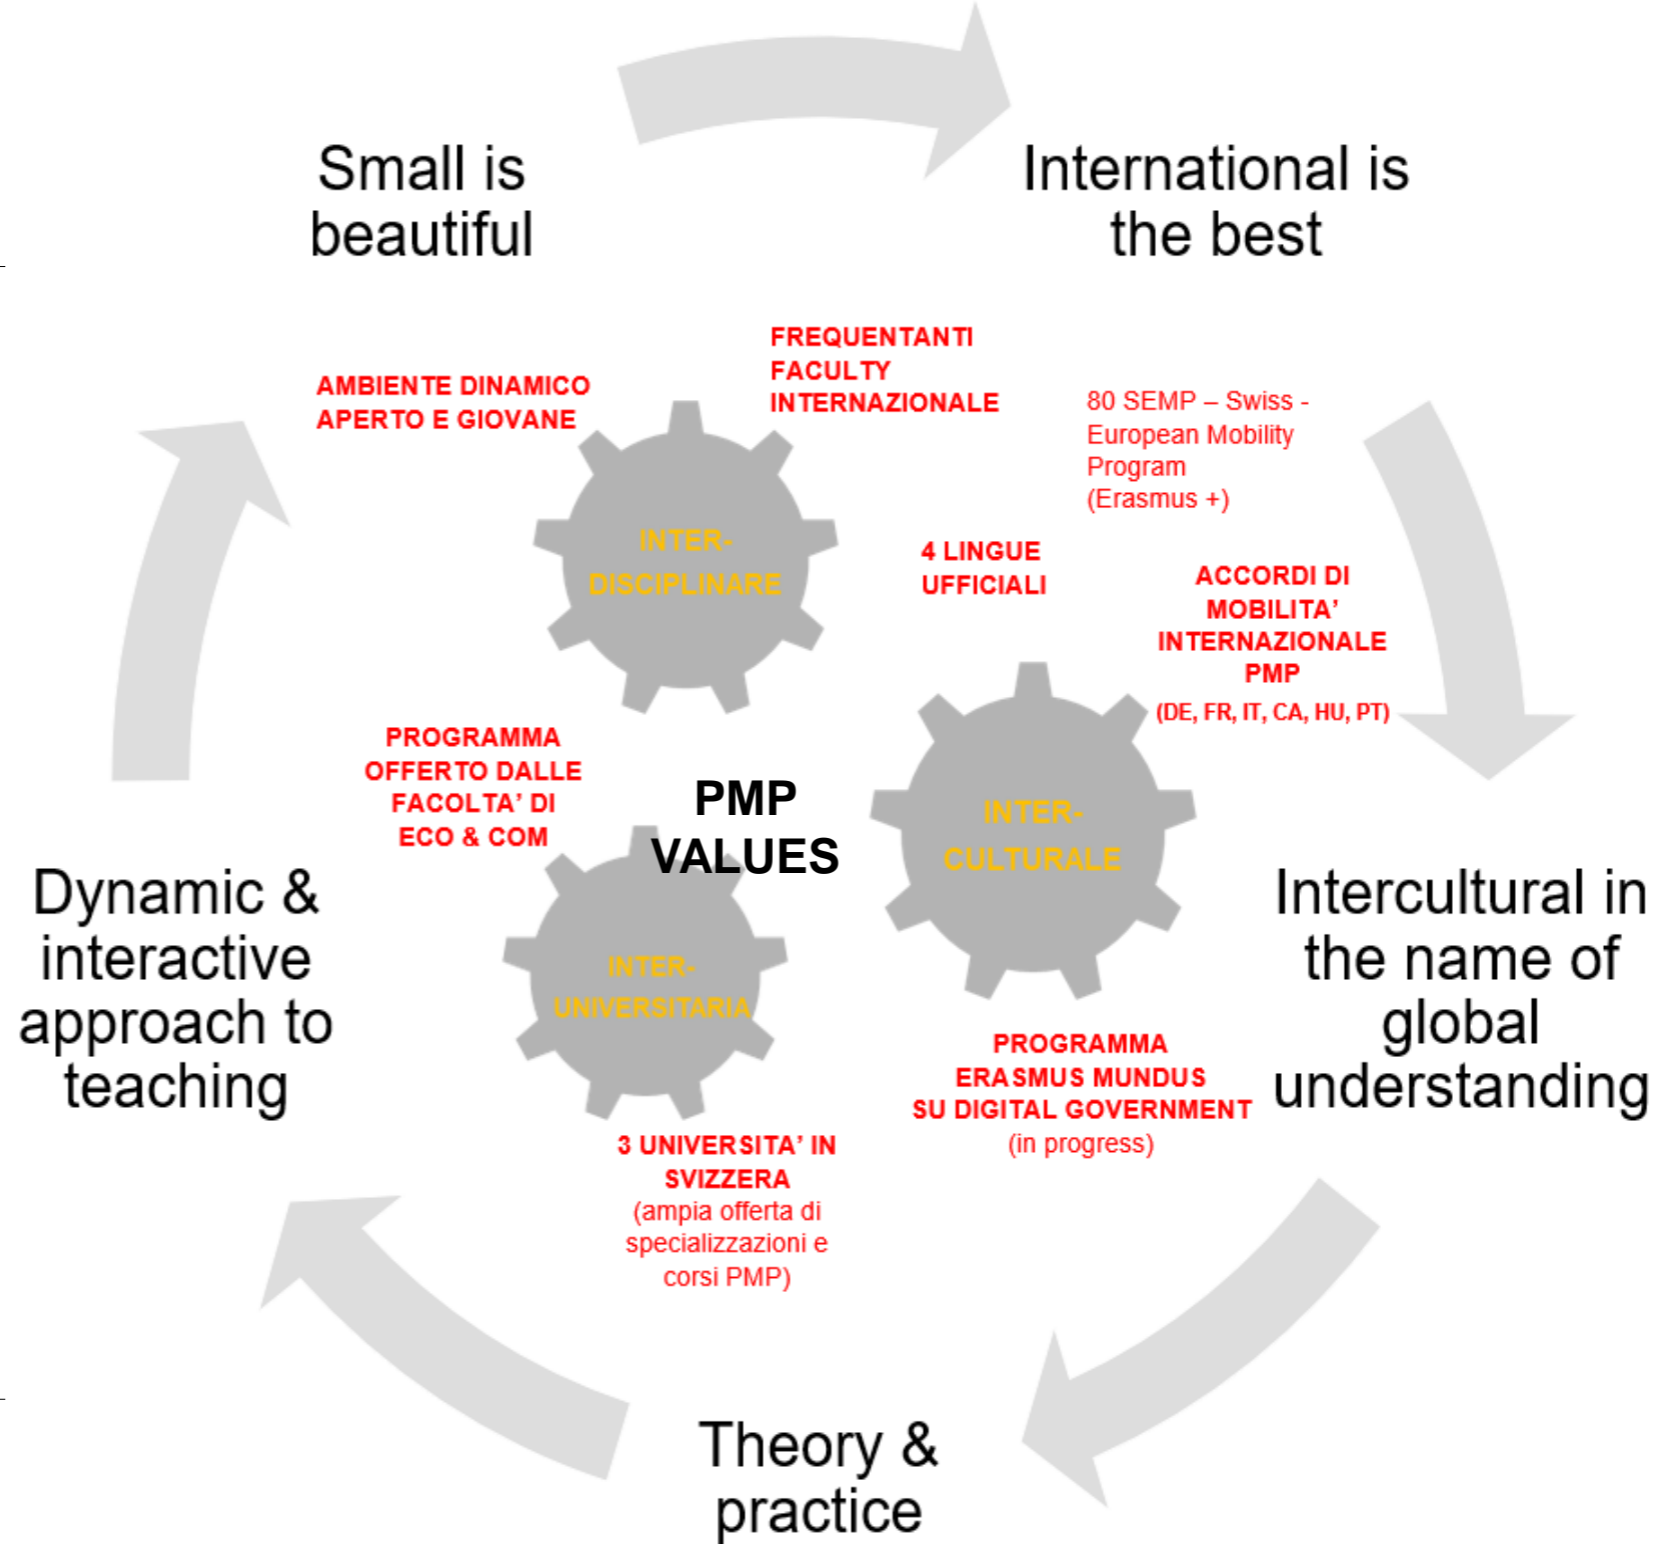 Small is
beautiful
International is
the best
FREQUENTANTI
FACULTY
INTERNAZIONALE
AMBIENTE DINAMICO
APERTO E GIOVANE
80 SEMP – Swiss -
European Mobility
Program
(Erasmus +)
INTER-
DISCIPLINARE
4 LINGUE
UFFICIALI
ACCORDI DI
MOBILITA’
INTERNAZIONALE
PMP
(DE, FR, IT, CA, HU, PT)
PROGRAMMA
OFFERTO DALLE
FACOLTA’ DI
ECO & COM
PMP
VALUES
INTER-
CULTURALE
Dynamic &
interactive
approach to
teaching
Intercultural in
the name of
global
understanding
INTER-
UNIVERSITARIA
PROGRAMMA
ERASMUS MUNDUS
SU DIGITAL GOVERNMENT
(in progress)
3 UNIVERSITA’ IN
SVIZZERA
(ampia offerta di
specializzazioni e
corsi PMP)
Theory &
practice